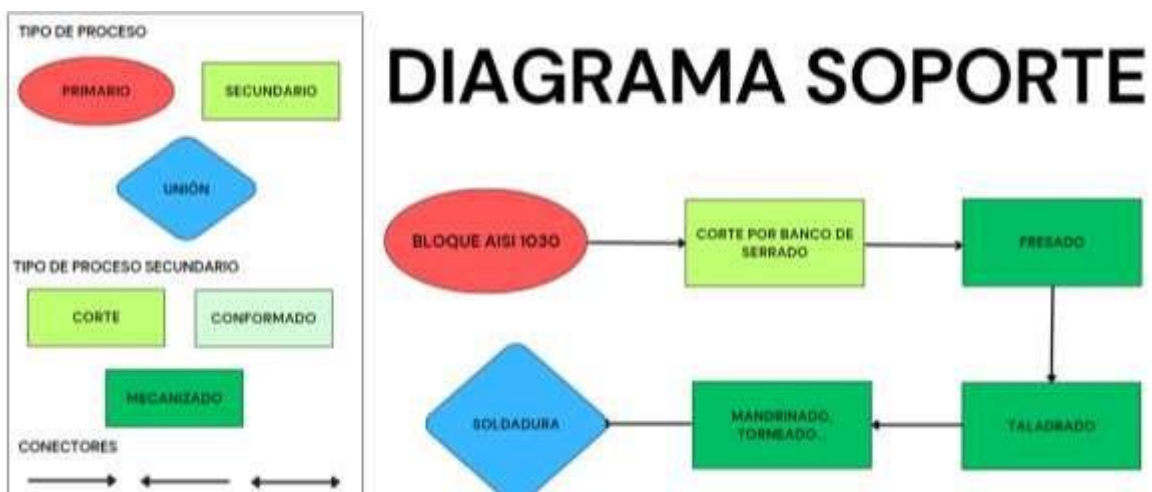 TIPO DE PROCESO
PRIMARIO
SECUNDARIO
UNIÓN
TIPO DE PROCESO SECUNDARIO
CORTE
CONFORMADO
MECANIZADO
CONECTORES
DIAGRAMA SOPORTE
BLOQUE AISI 1030
CORTE POR BANCO DE
SERRADO
FRESADO
TALADRADO
MANDRINADO,
TORNEADO...
SOLDADURA